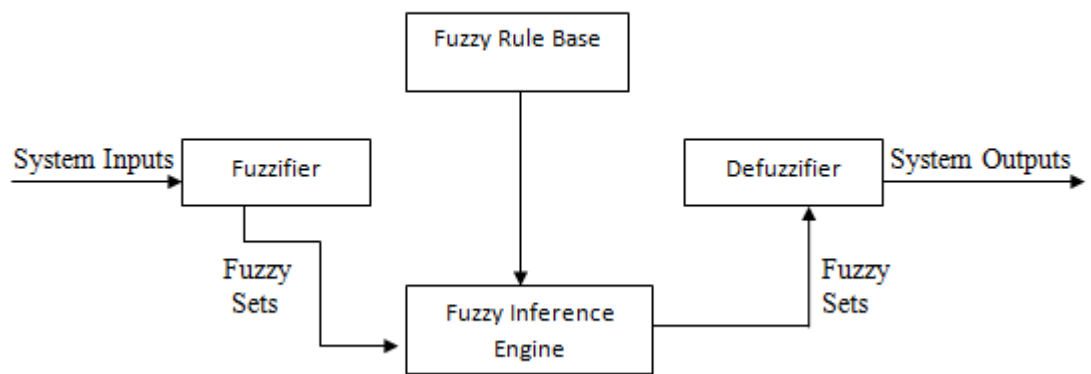 Fuzzy Rule Base
System Inputs
Fuzzifier
Defuzzifier
System Outputs
Fuzzy
Sets
Fuzzy Inference
Engine
Fuzzy
Sets